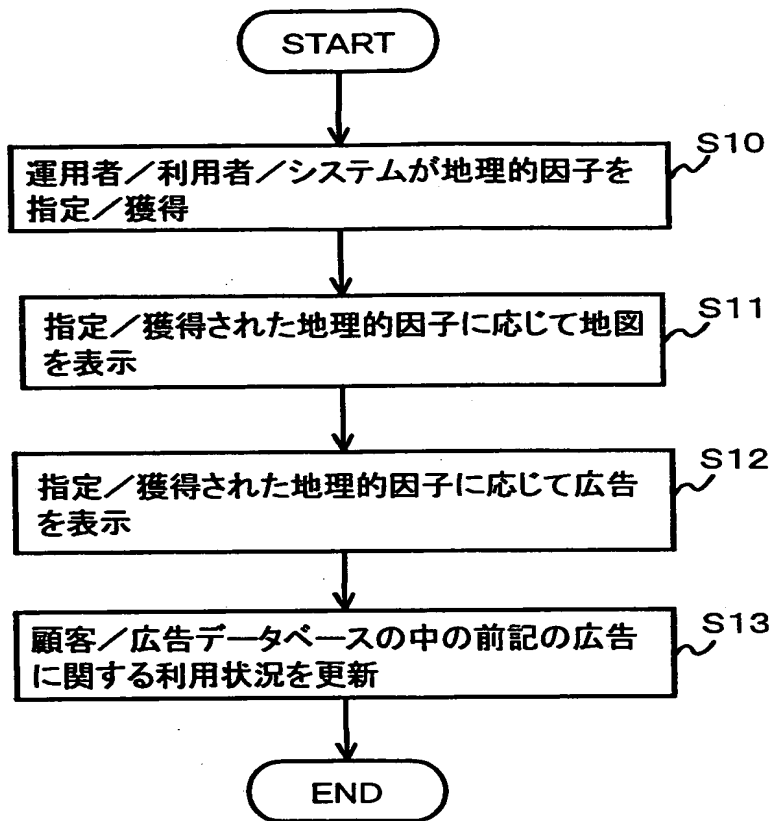 START
S10
運用者／利用者／システムが地理的因子を
指定／獲得
S11
指定／獲得された地理的因子に応じて地図
を表示
S12
指定／獲得された地理的因子に応じて広告
を表示
S13
顧客／広告データベースの中の前記の広告
に関する利用状況を更新
END